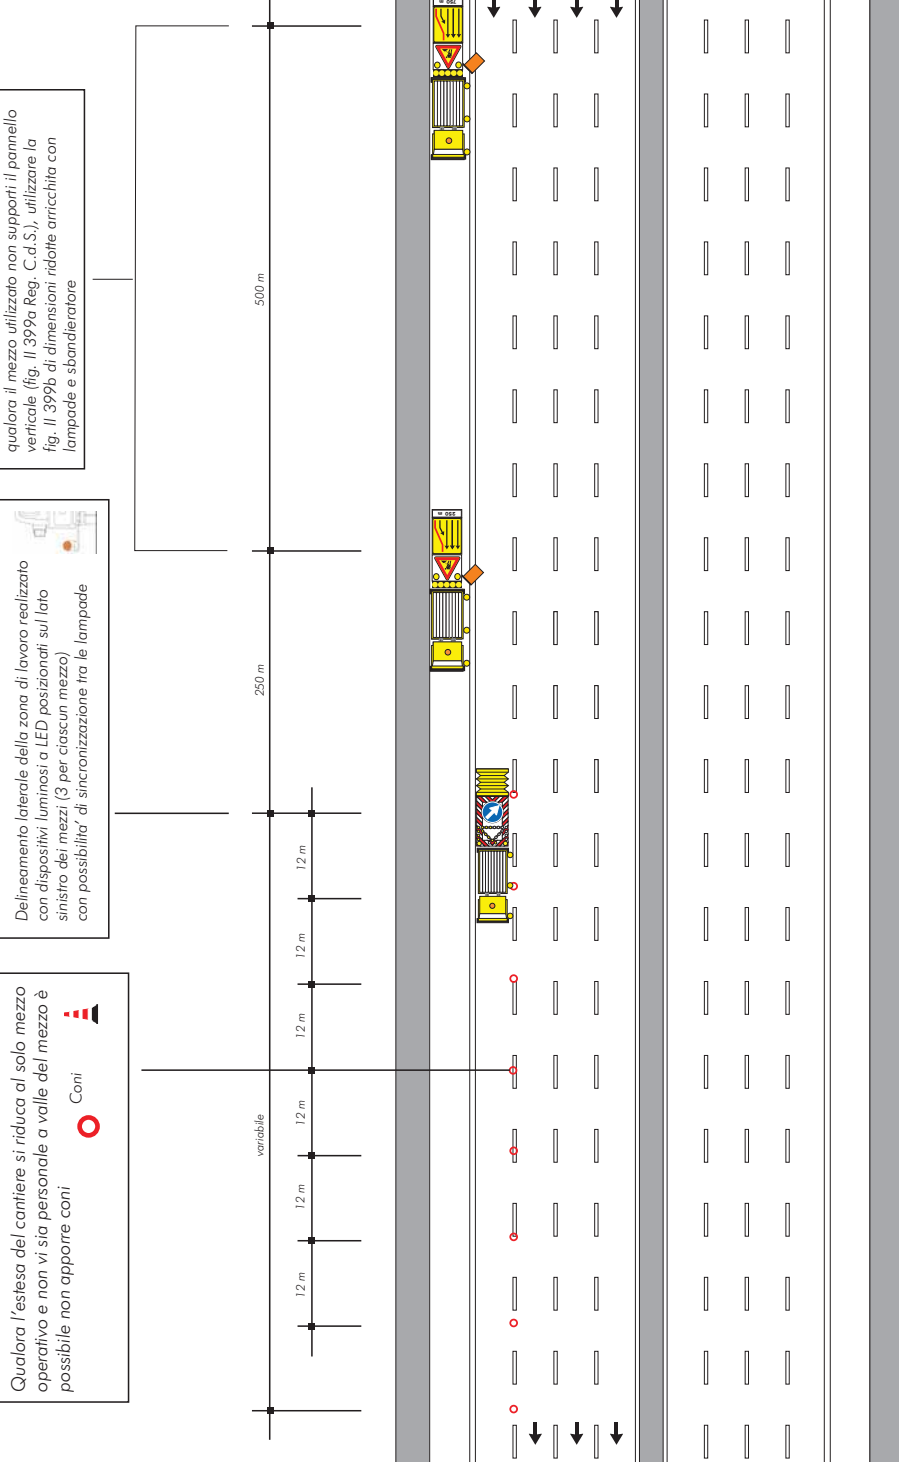 qualora il mezzo utilizzato non supporti il pannello
verticale (fig. II 399a Reg. C.d.S.), utilizzare la
fig. II 399b di dimensioni ridotte arricchita con
lampade e sbandieratore
Delineamento laterale della zona di lavoro realizzato
con dispositivi luminosi a LED posizionati sul lato
sinistro dei mezzi (3 per ciascun mezzo)
con possibilita' di sincronizzazione tra le lampade
Qualora l'estesa del cantiere si riduca al solo mezzo
operativo e non vi sia personale a valle del mezzo è
possibile non apporre coni
Coni
500 m
250 m
variabile
12 m
12 m
12 m
12 m
12 m
12 m
750 m
250 m